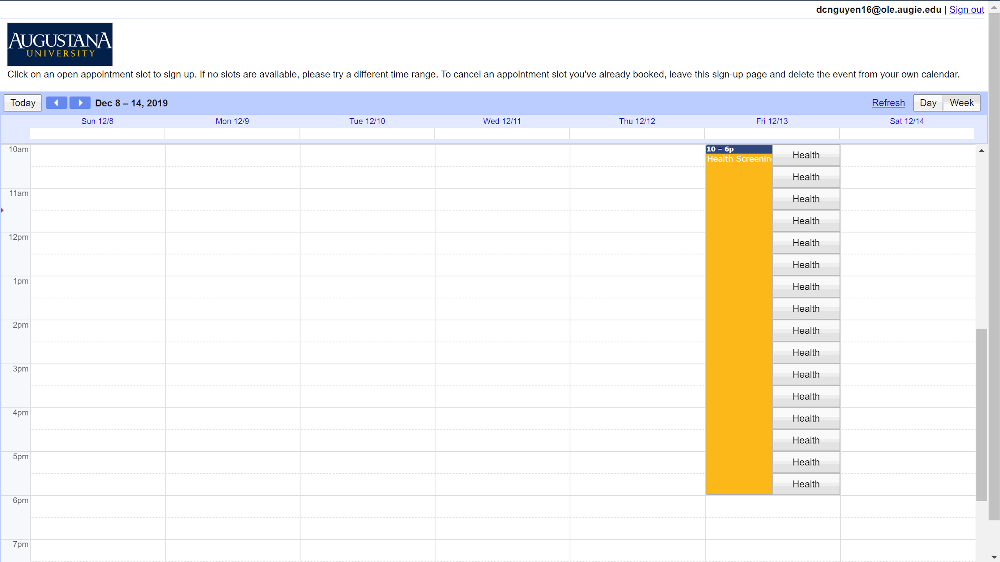 dcnguyen16@ole.augie.edu | Sign out
AUGUSTANA
UNIVERSITY
Click on an open appointment slot to sign up. If no slots are available, please try a different time range. To cancel an appointment slot you've already booked, leave this sign-up page and delete the event from your own calendar.
Today Dec 8 – 14, 2019 Refresh Day Week
Sun 12/8 Mon 12/9 Tue 12/10 Wed 12/11 Thu 12/12 Fri 12/13 Sat 12/14
10am 10 – 6p Health
Health Screenin
Health
11am Health
Health
12pm Health
Health
1pm Health
Health
2pm Health
Health
3pm Health
Health
4pm Health
Health
5pm Health
Health
6pm
7pm